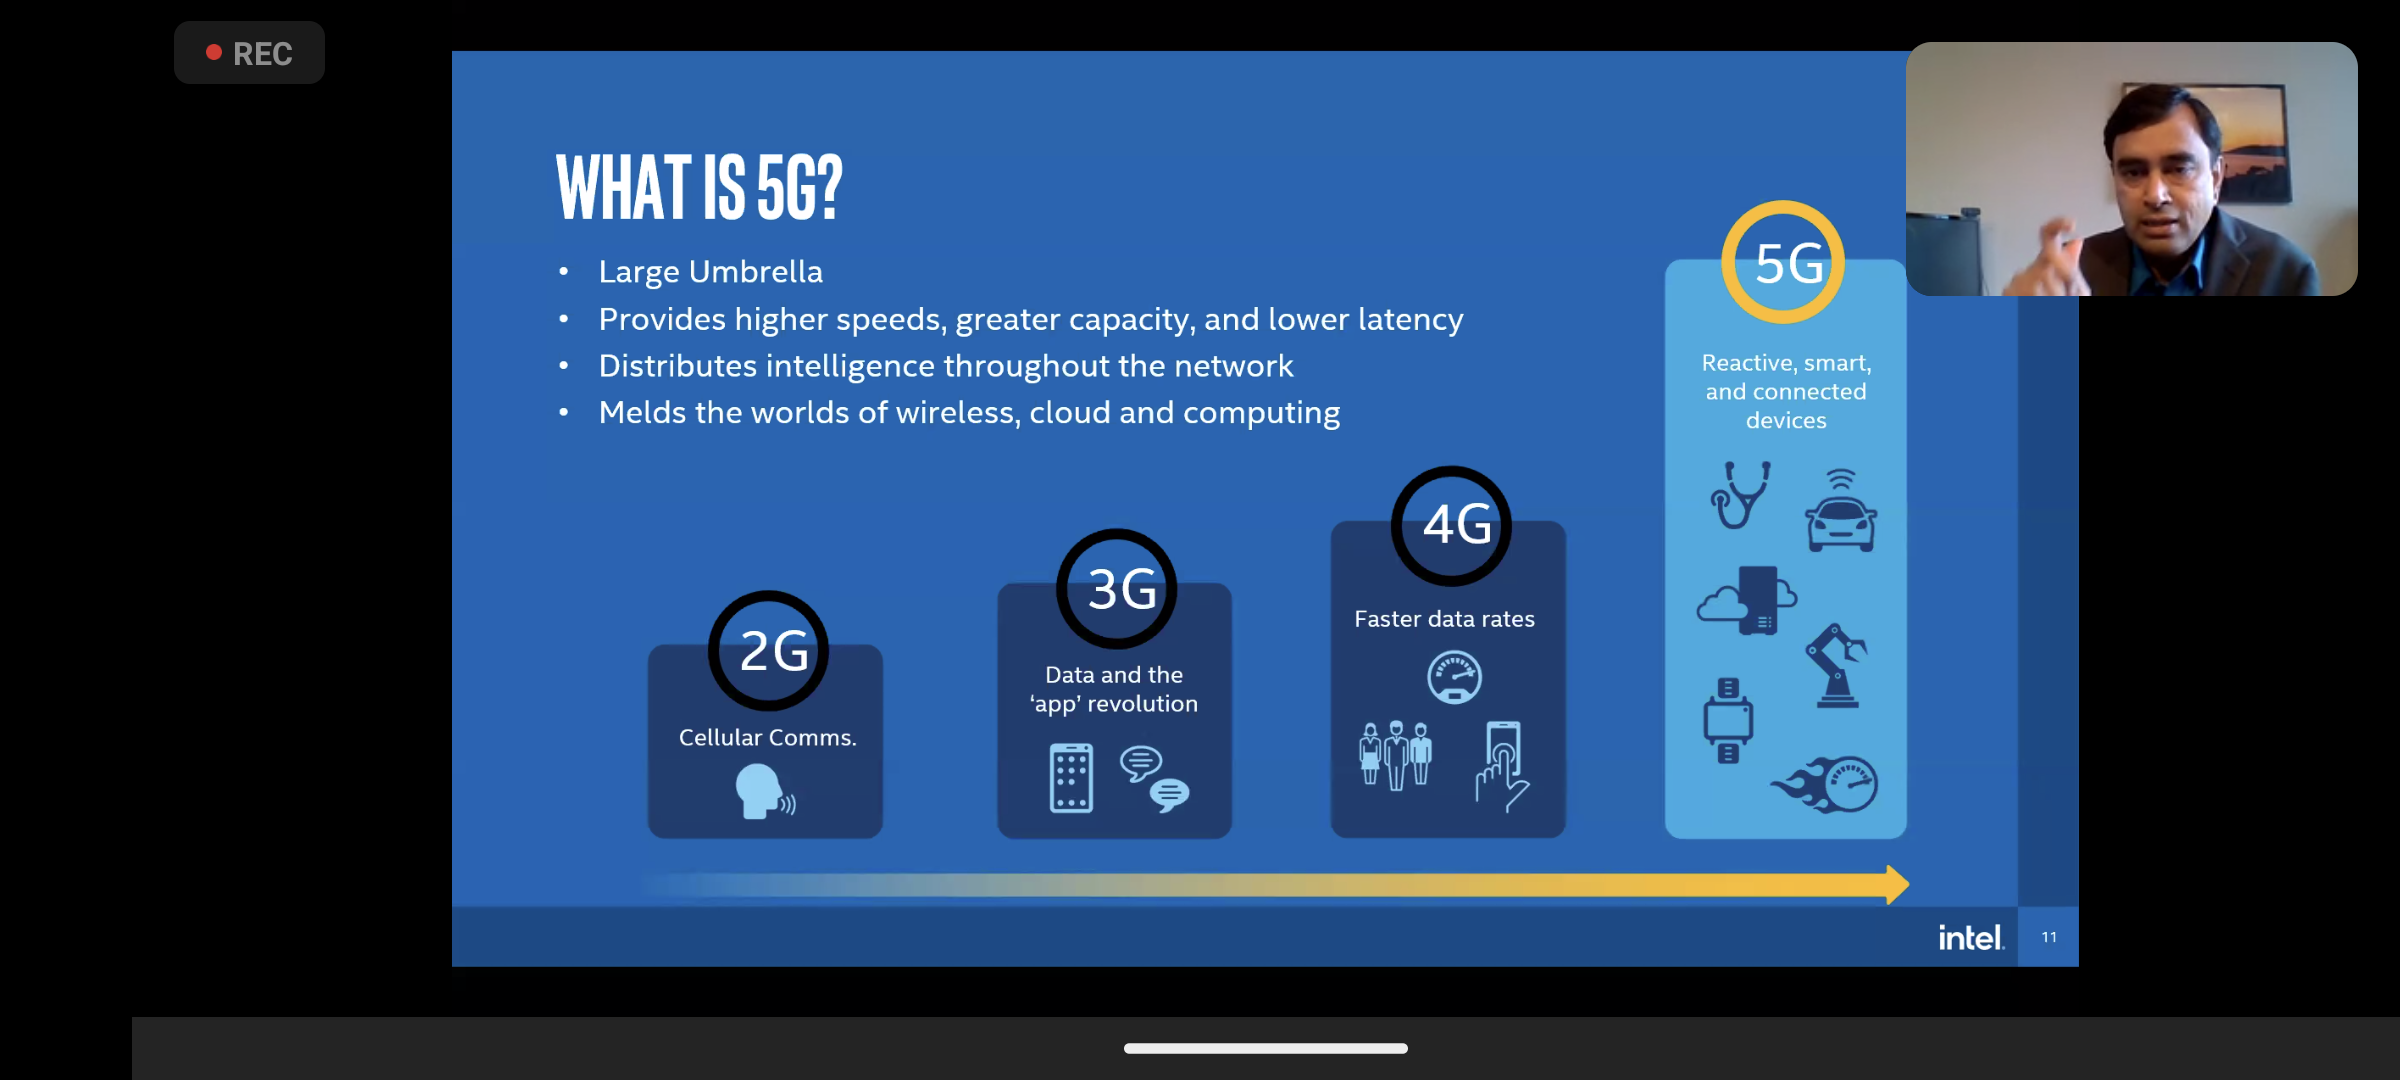 REC
WHAT IS 5G?
• Large Umbrella
• Provides higher speeds, greater capacity, and lower latency
• Distributes intelligence throughout the network
• Melds the worlds of wireless, cloud and computing
2G
Cellular Comms.
3G
Data and the
‘app’ revolution
4G
Faster data rates
5G
Reactive, smart,
and connected
devices
intel.
11